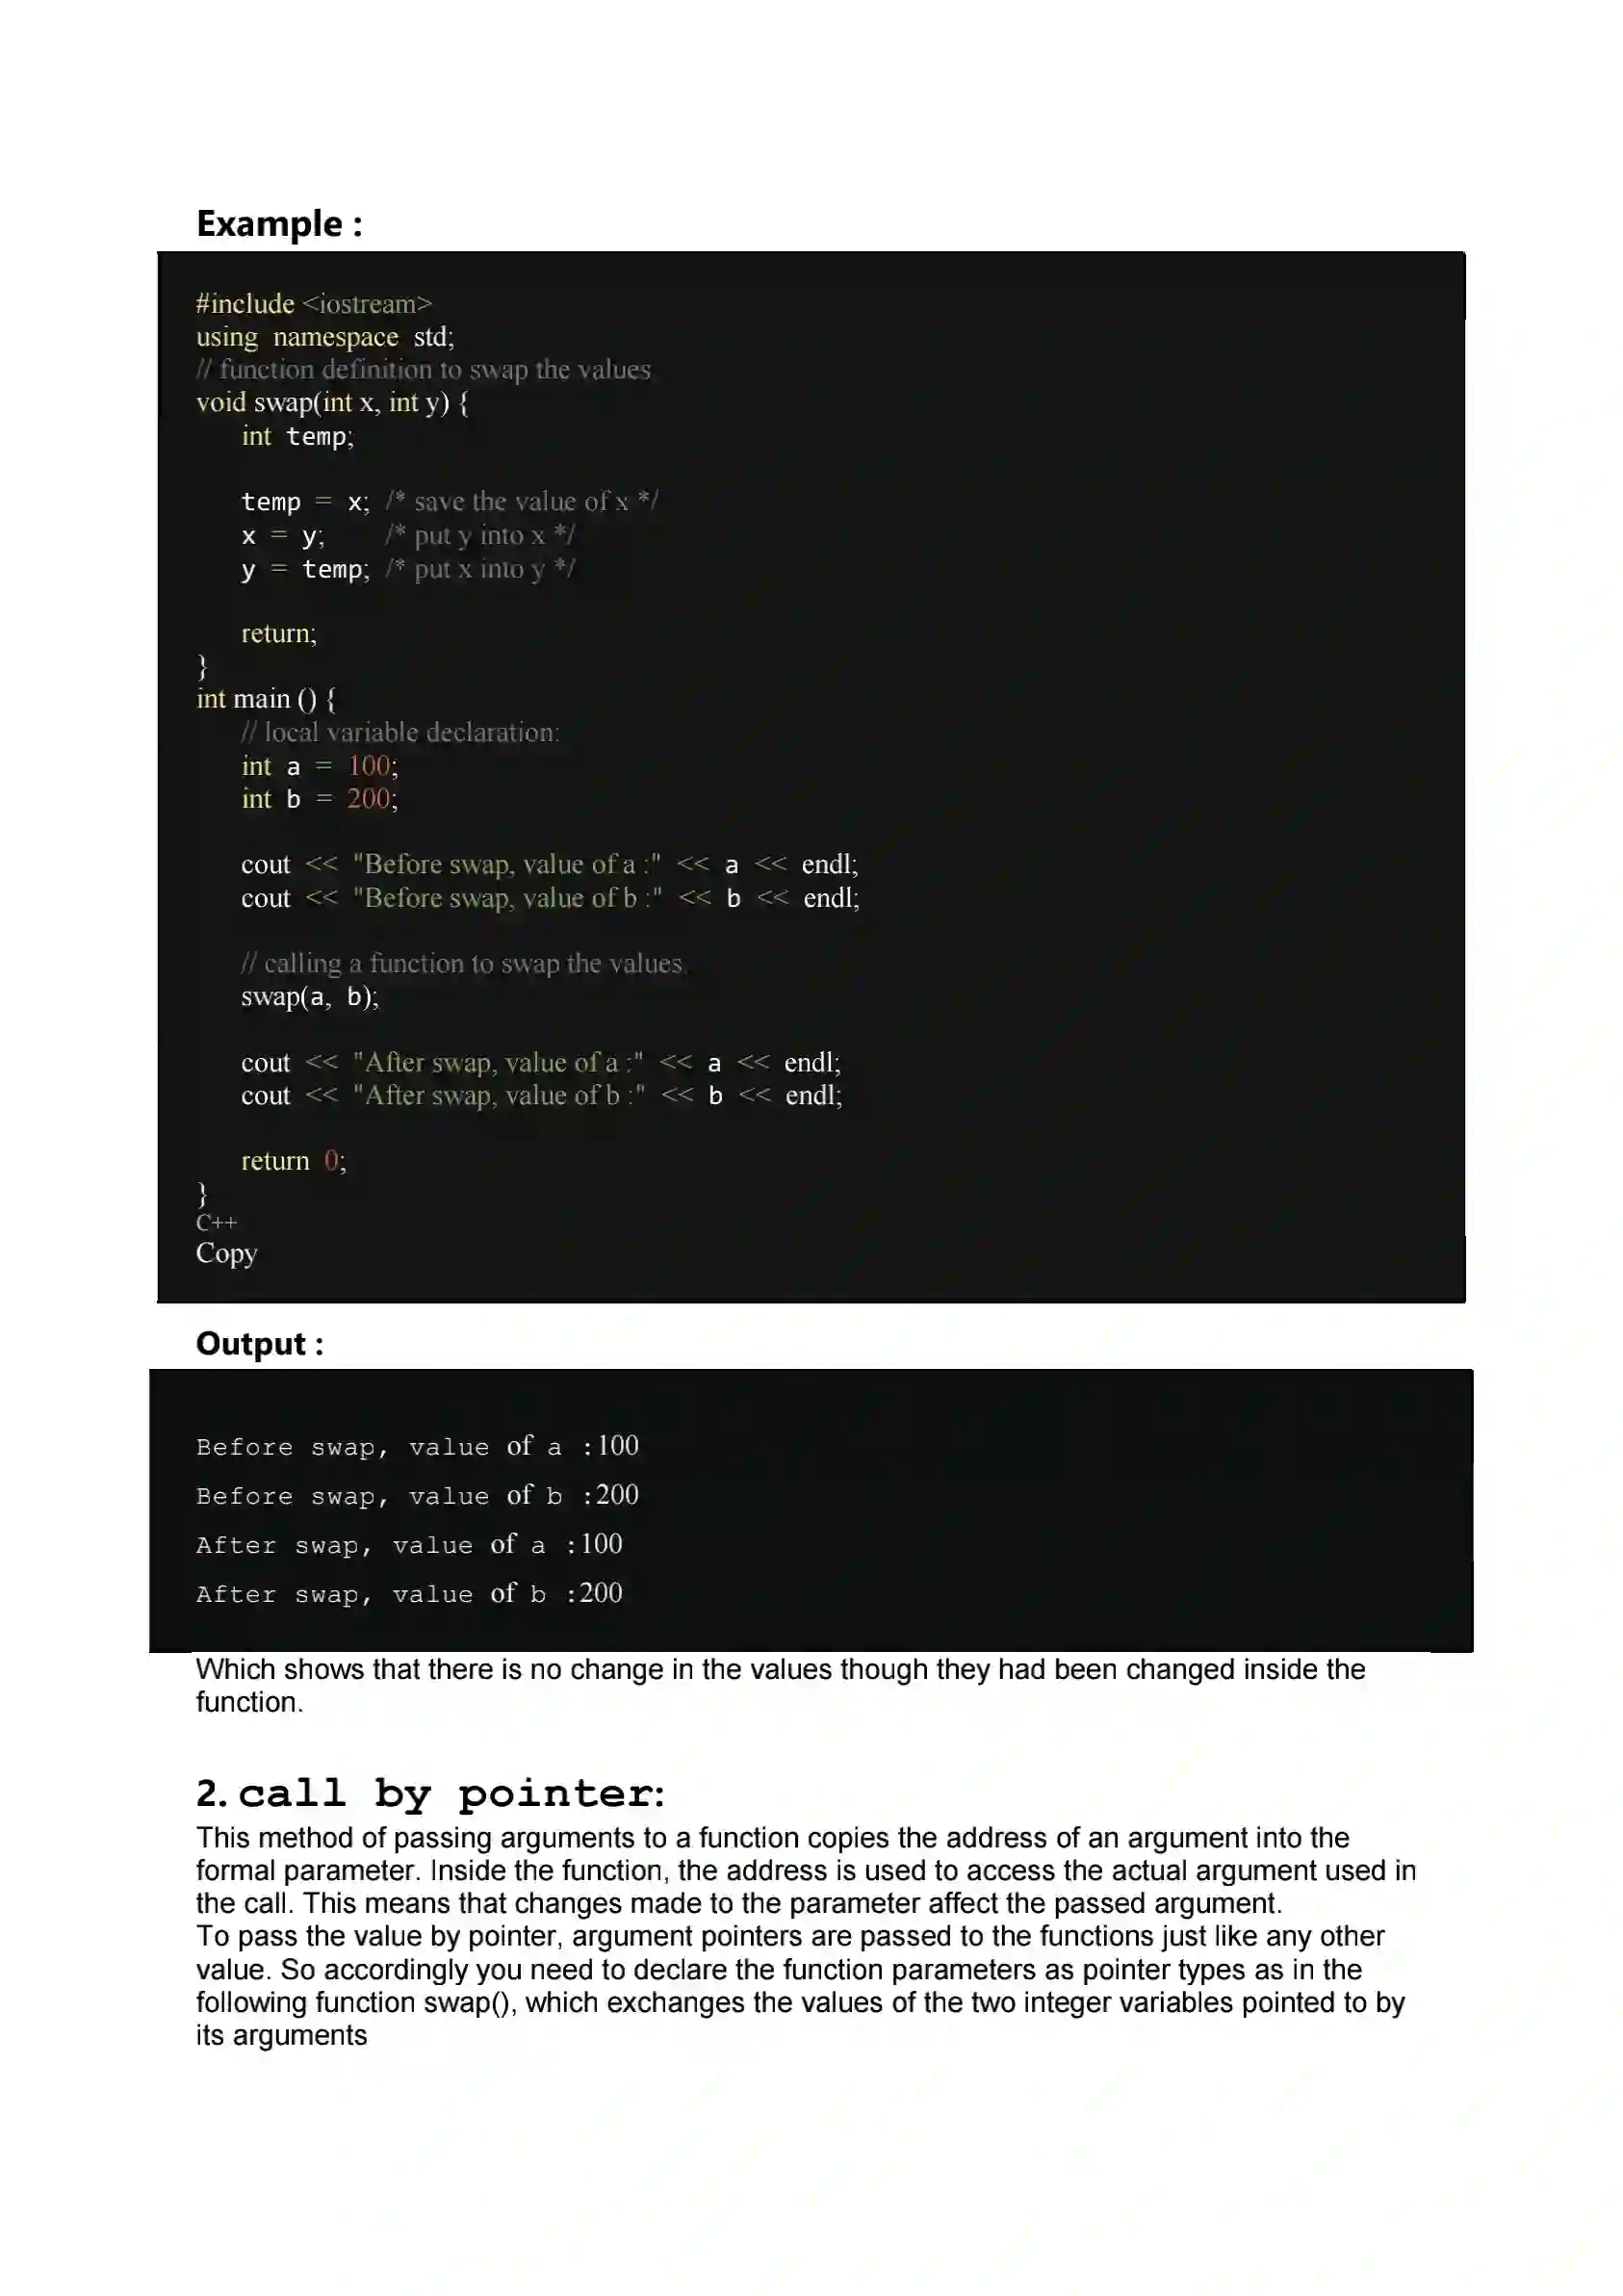 Example :
#include <iostream>
using namespace std;
// function definition to swap the values.
void swap(int x, int y) {
int temp;
temp = x; /* save the value of x */
x = y; /* put y into x */
y = temp; /* put x into y */
return;
}
int main () {
// local variable declaration:
int a = 100;
int b = 200;
cout << "Before swap, value of a :" << a << endl;
cout << "Before swap, value of b :" << b << endl;
// calling a function to swap the values.
swap(a, b);
cout << "After swap, value of a :" << a << endl;
cout << "After swap, value of b :" << b << endl;
return 0;
}
C++
Copy
Output :
Before swap, value of a :100
Before swap, value of b :200
After swap, value of a :100
After swap, value of b :200
Which shows that there is no change in the values though they had been changed inside the
function.
2. call by pointer:
This method of passing arguments to a function copies the address of an argument into the
formal parameter. Inside the function, the address is used to access the actual argument used in
the call. This means that changes made to the parameter affect the passed argument.
To pass the value by pointer, argument pointers are passed to the functions just like any other
value. So accordingly you need to declare the function parameters as pointer types as in the
following function swap(), which exchanges the values of the two integer variables pointed to by
its arguments